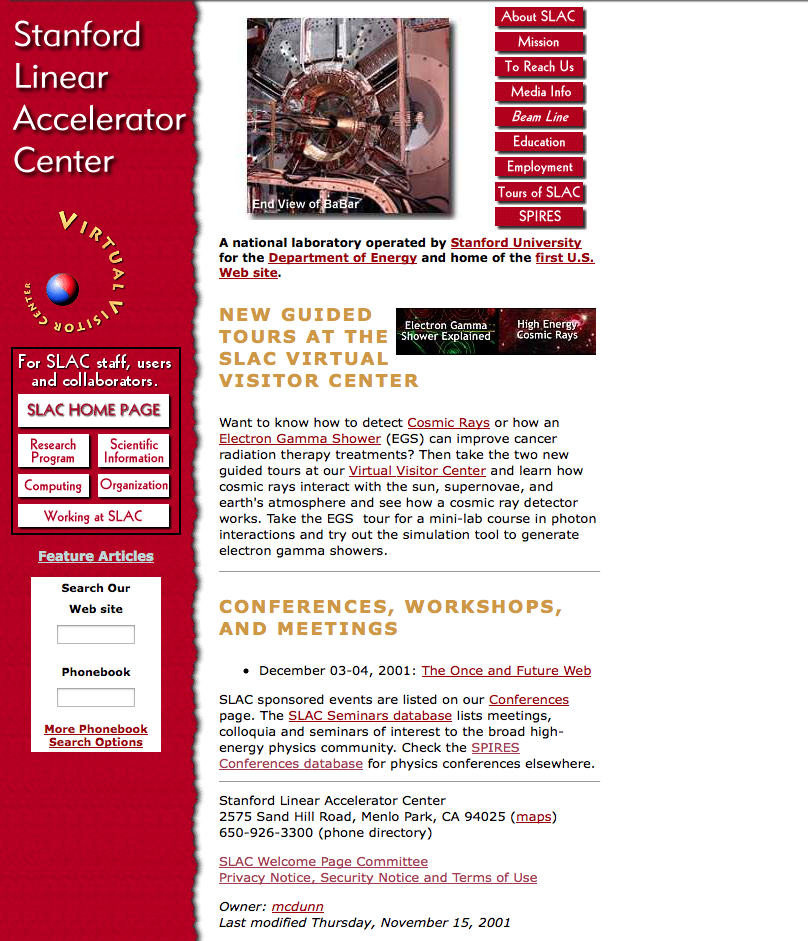 Stanford
Linear
Accelerator
Center
VIRTUAL VISITOR CENTER
For SLAC staff, users
and collaborators.
SLAC HOME PAGE
Research
Program
Scientific
Information
Computing
Organization
Working at SLAC
Feature Articles
Search Our
Web site
Phonebook
More Phonebook
Search Options
End View of BaBar
About SLAC
Mission
To Reach Us
Media Info
Beam Line
Education
Employment
Tours of SLAC
SPIRES
A national laboratory operated by Stanford University
for the Department of Energy and home of the first U.S.
Web site.
NEW GUIDED
TOURS AT THE
SLAC VIRTUAL
VISITOR CENTER
Electron Gamma
Shower Explained
High Energy
Cosmic Rays
Want to know how to detect Cosmic Rays or how an
Electron Gamma Shower (EGS) can improve cancer
radiation therapy treatments? Then take the two new
guided tours at our Virtual Visitor Center and learn how
cosmic rays interact with the sun, supernovae, and
earth's atmosphere and see how a cosmic ray detector
works. Take the EGS tour for a mini-lab course in photon
interactions and try out the simulation tool to generate
electron gamma showers.
CONFERENCES, WORKSHOPS,
AND MEETINGS
• December 03-04, 2001: The Once and Future Web
SLAC sponsored events are listed on our Conferences
page. The SLAC Seminars database lists meetings,
colloquia and seminars of interest to the broad high-
energy physics community. Check the SPIRES
Conferences database for physics conferences elsewhere.
Stanford Linear Accelerator Center
2575 Sand Hill Road, Menlo Park, CA 94025 (maps)
650-926-3300 (phone directory)
SLAC Welcome Page Committee
Privacy Notice, Security Notice and Terms of Use
Owner: mcdunn
Last modified Thursday, November 15, 2001